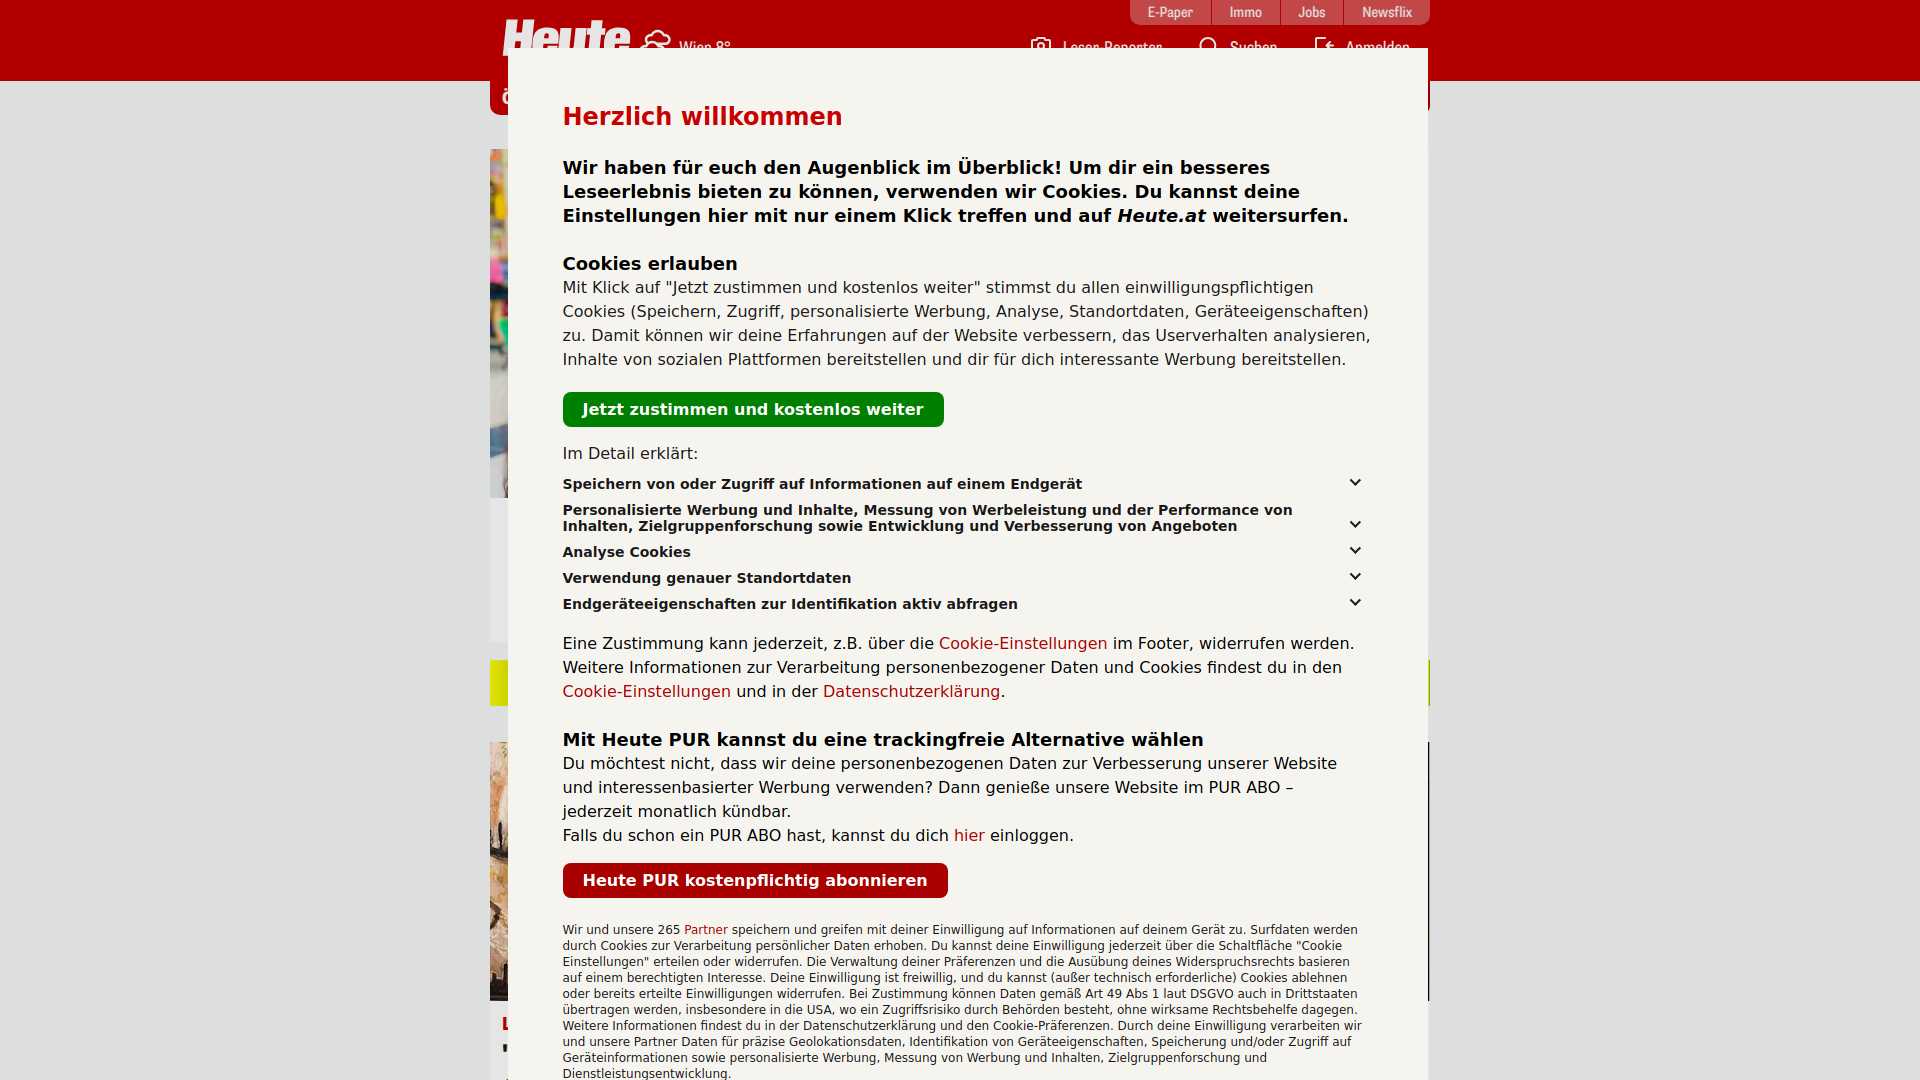 E-Paper
Immo
Jobs
Newsflix
Heute
Wien 8°
Leser-Reporter
Suchen
Anmelden
Herzlich willkommen
Wir haben für euch den Augenblick im Überblick! Um dir ein besseres
Leseerlebnis bieten zu können, verwenden wir Cookies. Du kannst deine
Einstellungen hier mit nur einem Klick treffen und auf Heute.at weitersurfen.
Cookies erlauben
Mit Klick auf "Jetzt zustimmen und kostenlos weiter" stimmst du allen einwilligungspflichtigen
Cookies (Speichern, Zugriff, personalisierte Werbung, Analyse, Standortdaten, Geräteeigenschaften)
zu. Damit können wir deine Erfahrungen auf der Website verbessern, das Userverhalten analysieren,
Inhalte von sozialen Plattformen bereitstellen und dir für dich interessante Werbung bereitstellen.
Jetzt zustimmen und kostenlos weiter
Im Detail erklärt:
Speichern von oder Zugriff auf Informationen auf einem Endgerät
Personalisierte Werbung und Inhalte, Messung von Werbeleistung und der Performance von
Inhalten, Zielgruppenforschung sowie Entwicklung und Verbesserung von Angeboten
Analyse Cookies
Verwendung genauer Standortdaten
Endgeräteeigenschaften zur Identifikation aktiv abfragen
Eine Zustimmung kann jederzeit, z.B. über die Cookie-Einstellungen im Footer, widerrufen werden.
Weitere Informationen zur Verarbeitung personenbezogener Daten und Cookies findest du in den
Cookie-Einstellungen und in der Datenschutzerklärung.
Mit Heute PUR kannst du eine trackingfreie Alternative wählen
Du möchtest nicht, dass wir deine personenbezogenen Daten zur Verbesserung unserer Website
und interessenbasierter Werbung verwenden? Dann genieße unsere Website im PUR ABO –
jederzeit monatlich kündbar.
Falls du schon ein PUR ABO hast, kannst du dich hier einloggen.
Heute PUR kostenpflichtig abonnieren
Wir und unsere 265 Partner speichern und greifen mit deiner Einwilligung auf Informationen auf deinem Gerät zu. Surfdaten werden
durch Cookies zur Verarbeitung persönlicher Daten erhoben. Du kannst deine Einwilligung jederzeit über die Schaltfläche "Cookie
Einstellungen" erteilen oder widerrufen. Die Verwaltung deiner Präferenzen und die Ausübung deines Widerspruchsrechts basieren
auf einem berechtigten Interesse. Deine Einwilligung ist freiwillig, und du kannst (außer technisch erforderliche) Cookies ablehnen
oder bereits erteilte Einwilligungen widerrufen. Bei Zustimmung können Daten gemäß Art 49 Abs 1 laut DSGVO auch in Drittstaaten
übertragen werden, insbesondere in die USA, wo ein Zugriffsrisiko durch Behörden besteht, ohne wirksame Rechtsbehelfe dagegen.
Weitere Informationen findest du in der Datenschutzerklärung und den Cookie-Präferenzen. Durch deine Einwilligung verarbeiten wir
und unsere Partner Daten für präzise Geolokationsdaten, Identifikation von Geräteeigenschaften, Speicherung und/oder Zugriff auf
Geräteinformationen sowie personalisierte Werbung, Messung von Werbung und Inhalten, Zielgruppenforschung und
Dienstleistungsentwicklung.